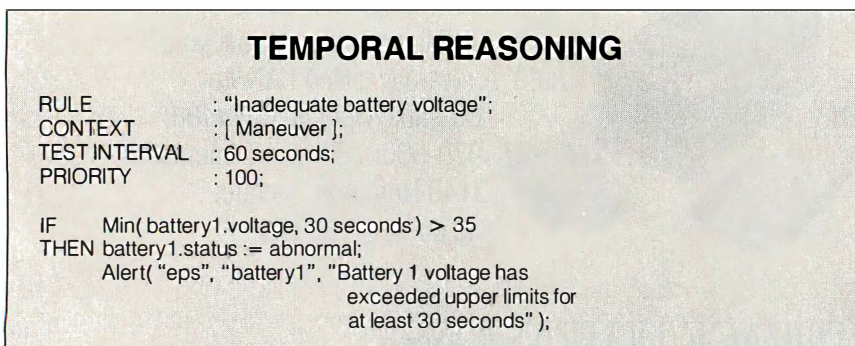 TEMPORAL REASONING
RULE : "Inadequate battery voltage";
CONTEXT : [ Maneuver ];
TEST INTERVAL : 60 seconds;
PRIORITY : 100;
IF Min( battery1.voltage, 30 seconds ) > 35
THEN battery1.status := abnormal;
Alert( "eps", "battery1", "Battery 1 voltage has
exceeded upper limits for
at least 30 seconds" );